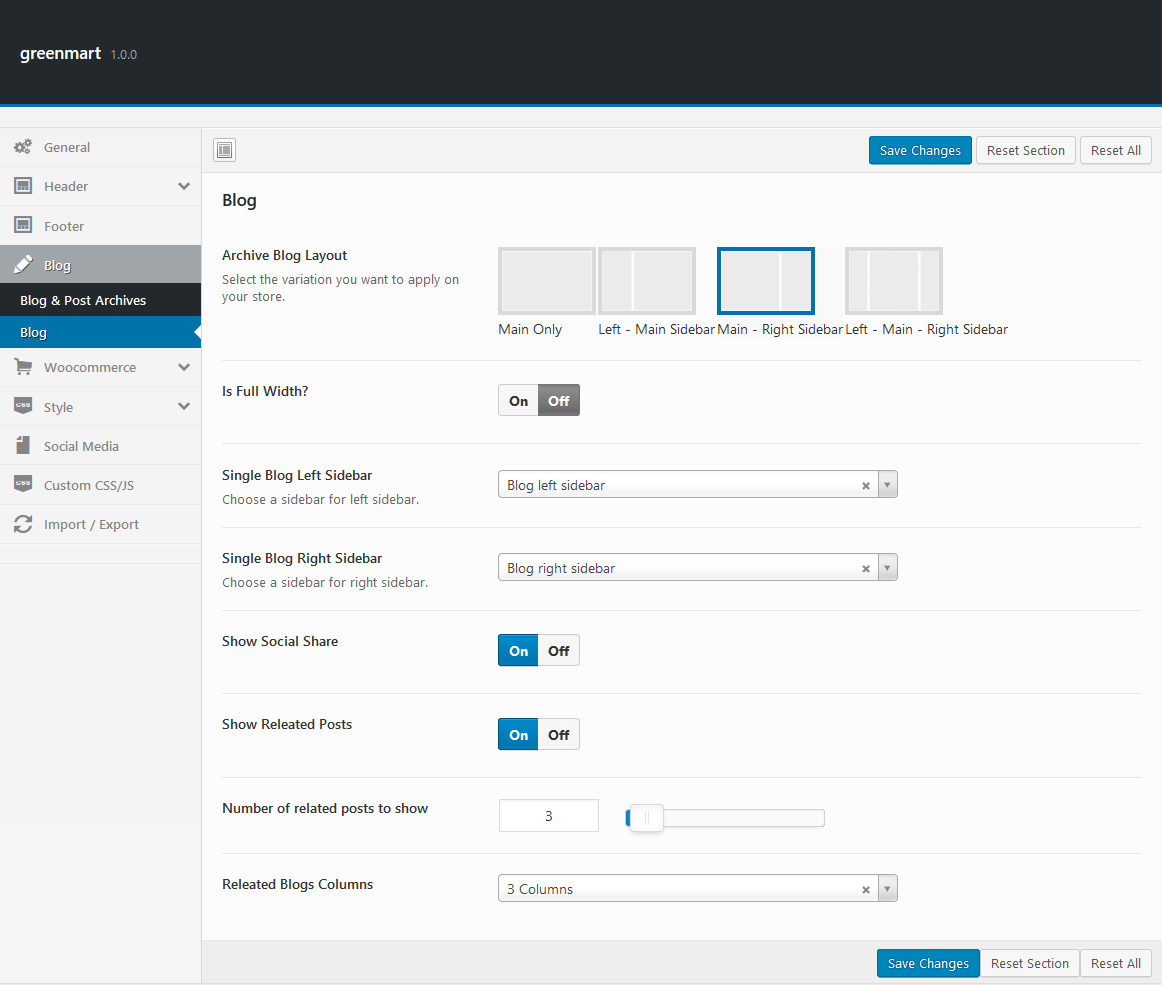 greenmart 1.0.0
General
Header
Footer
Blog
Blog & Post Archives
Blog
Woocommerce
CSS Style
Social Media
CSS Custom CSS/JS
Import / Export
Save Changes Reset Section Reset All
Blog
Archive Blog Layout
Select the variation you want to apply on
your store.
Main Only Left - Main Sidebar Main - Right Sidebar Left - Main - Right Sidebar
Is Full Width?
On Off
Single Blog Left Sidebar
Choose a sidebar for left sidebar.
Blog left sidebar
Single Blog Right Sidebar
Choose a sidebar for right sidebar.
Blog right sidebar
Show Social Share
On Off
Show Releated Posts
On Off
Number of related posts to show
3
Releated Blogs Columns
3 Columns
Save Changes Reset Section Reset All